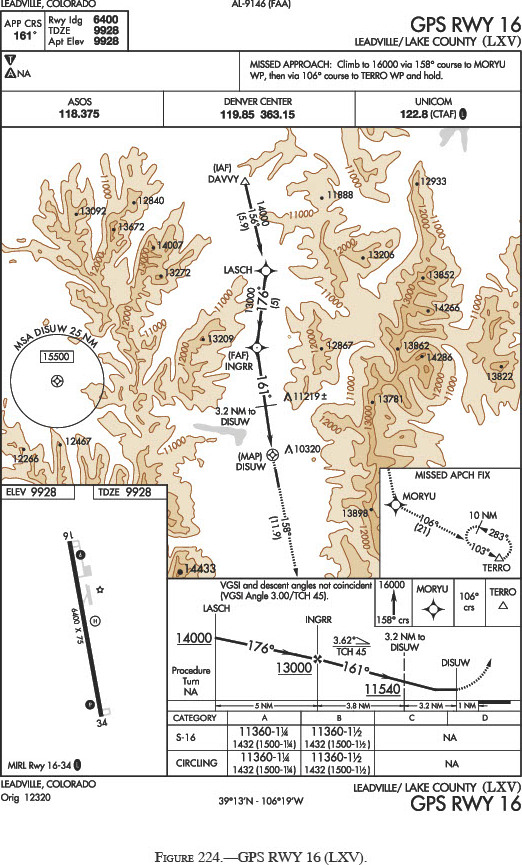 LEADVILLE, COLORADO
AL-9146 (FAA)
APP CRS
161°
Rwy ldg 6400
TDZE 9928
Apt Elev 9928
GPS RWY 16
LEADVILLE/LAKE COUNTY (LXV)
T
A NA
MISSED APPROACH: Climb to 16000 via 158° course to MORYU
WP, then via 106° course to TERRO WP and hold.
ASOS
118.375
DENVER CENTER
119.85 363.15
UNICOM
122.8 (CTAF) L
(IAF)
DAVVY
14000
156°
(5.9)
LASCH
13000
176°
(5)
(FAF)
INGRR
161°
3.2 NM to
DISUW
(MAP)
DISUW
158°
(11.9)
11000
12840
13092
13672
14007
13272
12000
11000
11888
11000
12933
12000
13206
13852
14266
13209
12000
12867
13862
14286
13822
11219±
13781
13000
10320
12467
12266
11000
13898
12000
14433
MSA DISUW 25 NM
15500
MISSED APCH FIX
MORYU
106°
(21)
10 NM
283°
103°
TERRO
ELEV 9928
TDZE 9928
16
A
H
6400 X 75
P
34
MIRL Rwy 16-34 L
VGSI and descent angles not coincident
(VGSI Angle 3.00/TCH 45).
16000
158° crs
MORYU
106°
crs
TERRO
LASCH
14000
176°
INGRR
13000
3.62°
TCH 45
161°
3.2 NM to
DISUW
11540
DISUW
Procedure
Turn
NA
5 NM
3.8 NM
3.2 NM
1 NM
CATEGORY A B C D
S-16 11360-1¼ 11360-1½ NA
1432 (1500-1¼) 1432 (1500-1½)
CIRCLING 11360-1¼ 11360-1½ NA
1432 (1500-1¼) 1432 (1500-1½)
LEADVILLE, COLORADO
Orig 12320
39°13'N - 106°19'W
LEADVILLE/LAKE COUNTY (LXV)
GPS RWY 16
FIGURE 224.—GPS RWY 16 (LXV).